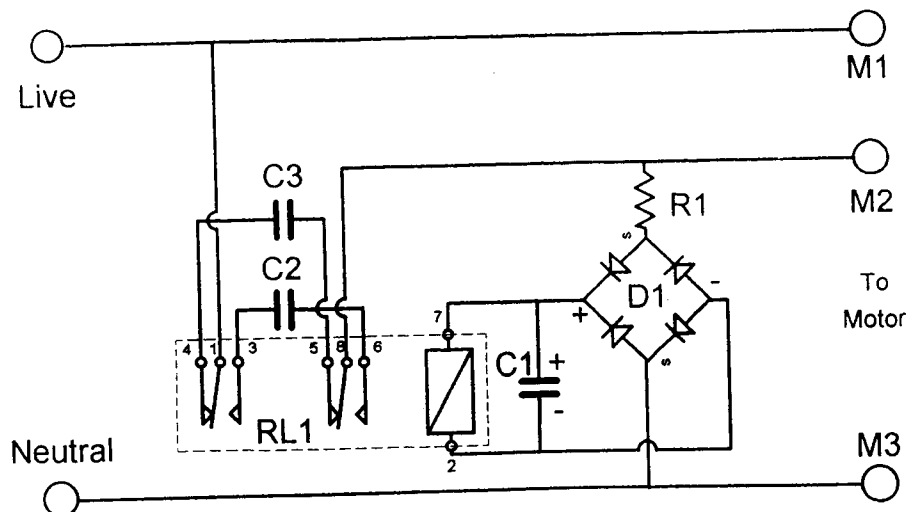 Live
M1
C3
M2
R1
s
C2
D1
-
+
To
Motor
7
4 1 3 5 8 6
C1
+
-
s
RL1
2
Neutral
M3